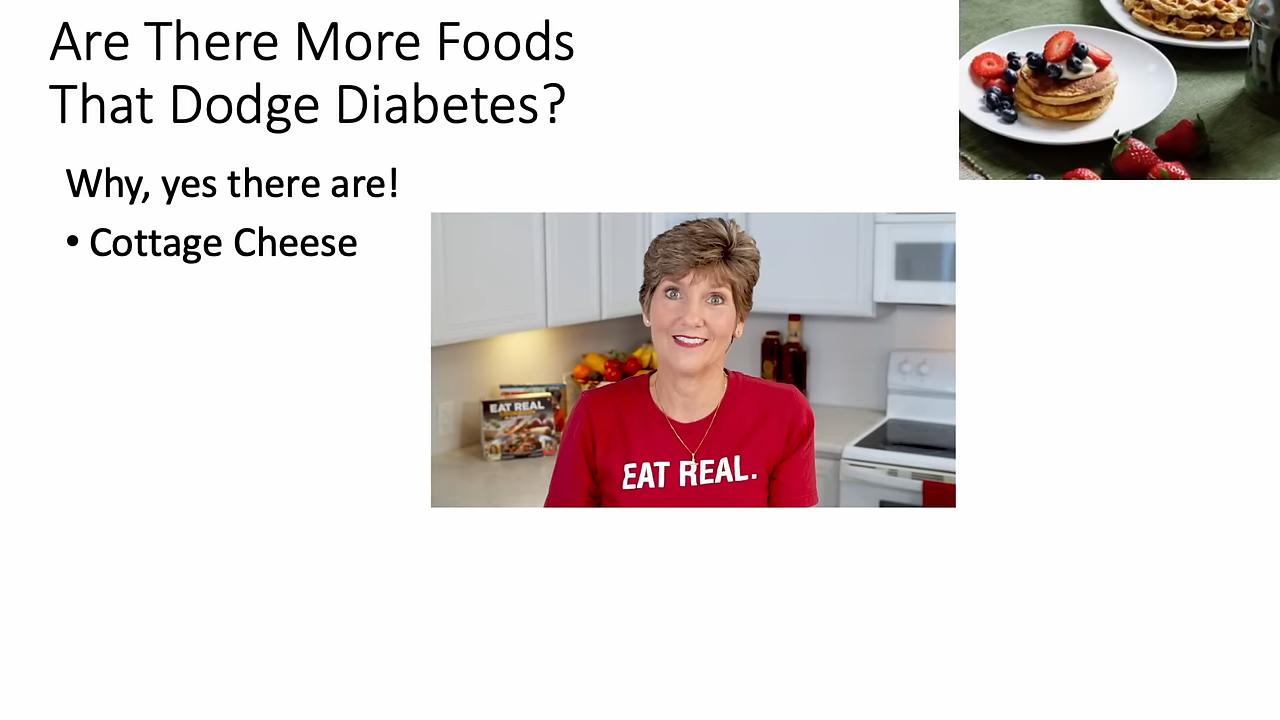 Are There More Foods
That Dodge Diabetes?
Why, yes there are!
• Cottage Cheese
EAT REAL
EAT REAL.